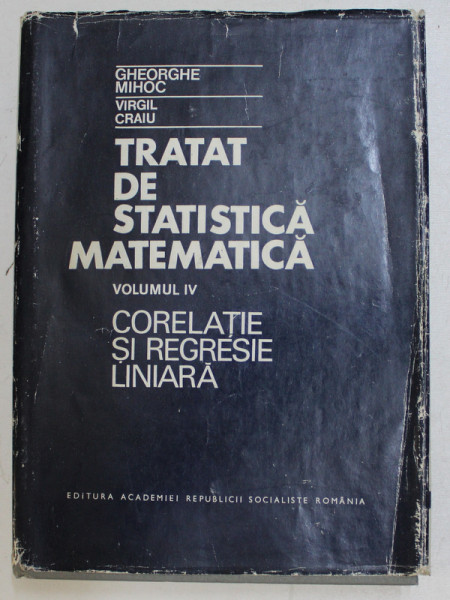 GHEORGHE
MIHOC
VIRGIL
CRAIU
TRATAT
DE
STATISTICĂ
MATEMATICĂ
VOLUMUL IV
CORELAȚIE
ȘI REGRESIE
LINIARĂ
EDITURA ACADEMIEI REPUBLICII SOCIALISTE ROMÂNIA